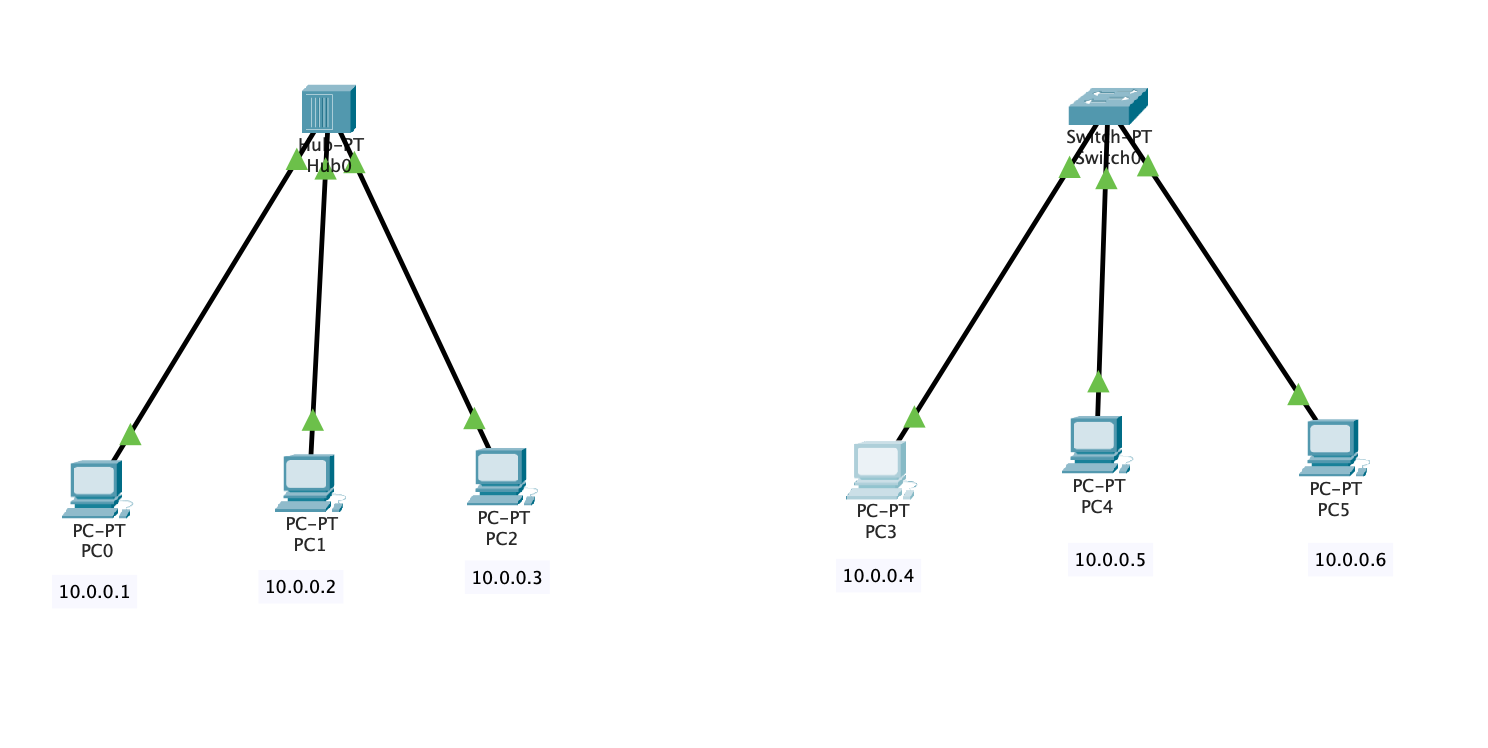 Hub-PT
Hub0
Switch-PT
Switch0
PC-PT
PC0
10.0.0.1
PC-PT
PC1
10.0.0.2
PC-PT
PC2
10.0.0.3
PC-PT
PC3
10.0.0.4
PC-PT
PC4
10.0.0.5
PC-PT
PC5
10.0.0.6